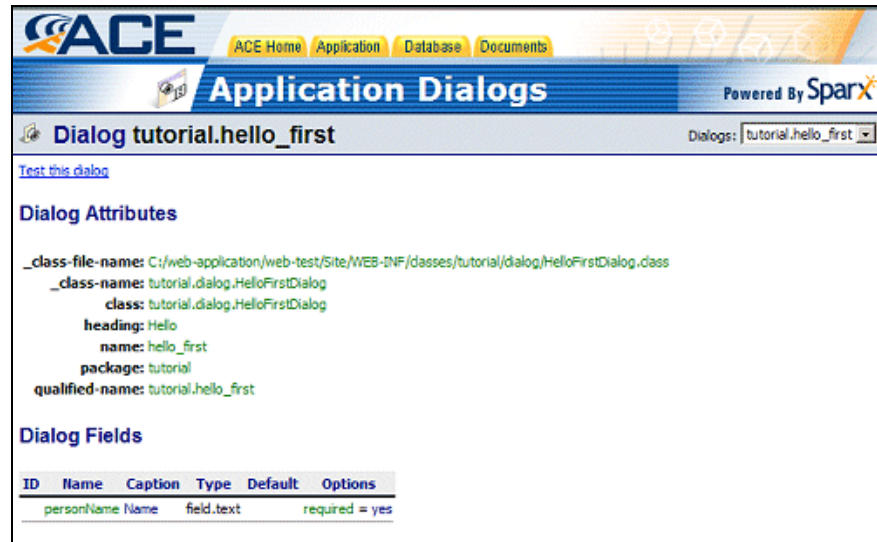 ACE
ACE Home Application Database Documents
Application Dialogs
Powered By Sparx
Dialog tutorial.hello_first
Dialogs: tutorial.hello_first
Test this dialog
Dialog Attributes
_class-file-name: C:/web-application/web-test/Site/WEB-INF/classes/tutorial/dialog/HelloFirstDialog.class
_class-name: tutorial.dialog.HelloFirstDialog
class: tutorial.dialog.HelloFirstDialog
heading: Hello
name: hello_first
package: tutorial
qualified-name: tutorial.hello_first
Dialog Fields
ID Name Caption Type Default Options
personName Name field.text required = yes